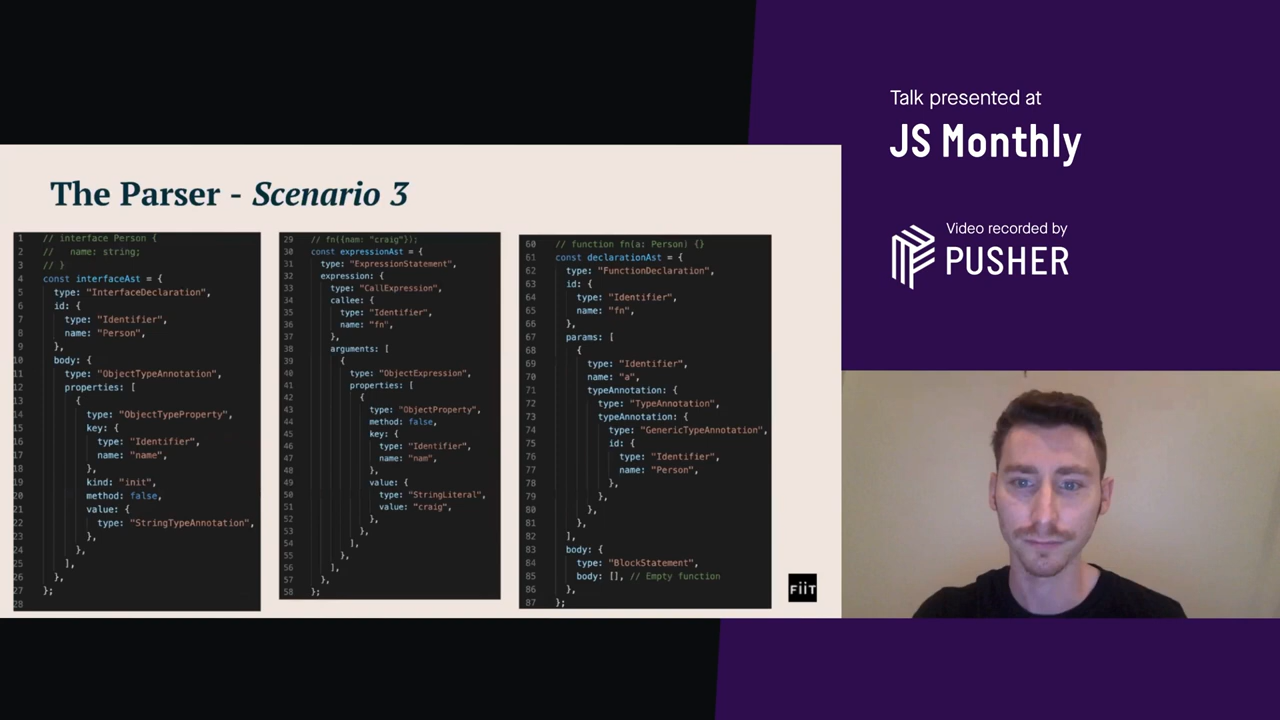 The Parser - Scenario 3
1 // interface Person {
2 //   name: string;
3 // }
4 const interfaceAst = {
5   type: "InterfaceDeclaration",
6   id: {
7     type: "Identifier",
8     name: "Person",
9   },
10   body: {
11     type: "ObjectTypeAnnotation",
12     properties: [
13       {
14         type: "ObjectTypeProperty",
15         key: {
16           type: "Identifier",
17           name: "name",
18         },
19         kind: "init",
20         method: false,
21         value: {
22           type: "StringTypeAnnotation",
23         },
24       },
25     ],
26   },
27 };
28
29 // fn({nam: "craig"});
30 const expressionAst = {
31   type: "ExpressionStatement",
32   expression: {
33     type: "CallExpression",
34     callee: {
35       type: "Identifier",
36       name: "fn",
37     },
38     arguments: [
39       {
40         type: "ObjectExpression",
41         properties: [
42           {
43             type: "ObjectProperty",
44             method: false,
45             key: {
46               type: "Identifier",
47               name: "nam",
48             },
49             value: {
50               type: "StringLiteral",
51               value: "craig",
52             },
53           },
54         ],
55       },
56     ],
57   },
58 };
60 // function fn(a: Person) {}
61 const declarationAst = {
62   type: "FunctionDeclaration",
63   id: {
64     type: "Identifier",
65     name: "fn",
66   },
67   params: [
68     {
69       type: "Identifier",
70       name: "a",
71       typeAnnotation: {
72         type: "TypeAnnotation",
73         typeAnnotation: {
74           type: "GenericTypeAnnotation",
75           id: {
76             type: "Identifier",
77             name: "Person",
78           },
79         },
80       },
81     },
82   ],
83   body: {
84     type: "BlockStatement",
85     body: [], // Empty function
86   },
87 };
FiiT
Talk presented at
JS Monthly
Video recorded by
PUSHER